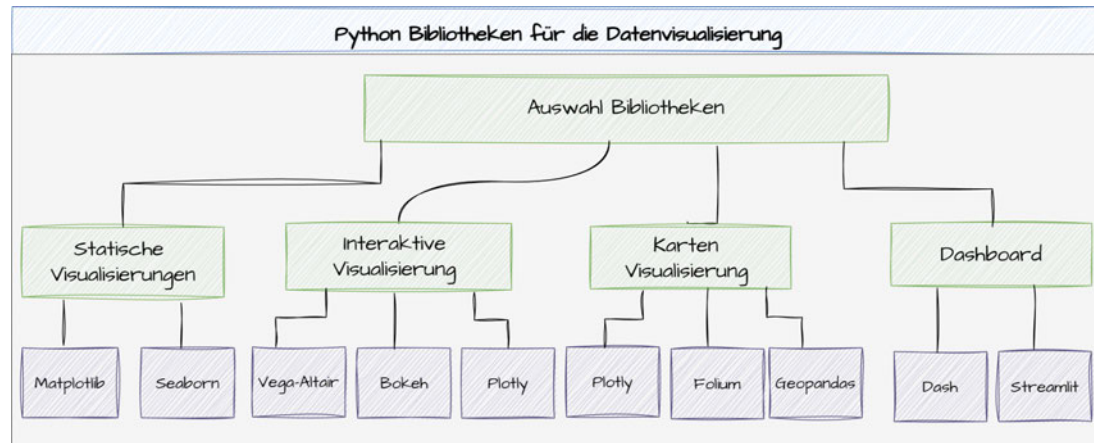 Python Bibliotheken für die Datenvisualisierung
Auswahl Bibliotheken
Statische
Visualisierungen
Interaktive
Visualisierung
Karten
Visualisierung
Dashboard
Matplotlib
Seaborn
Vega-Altair
Bokeh
Plotly
Plotly
Folium
Geopandas
Dash
Streamlit